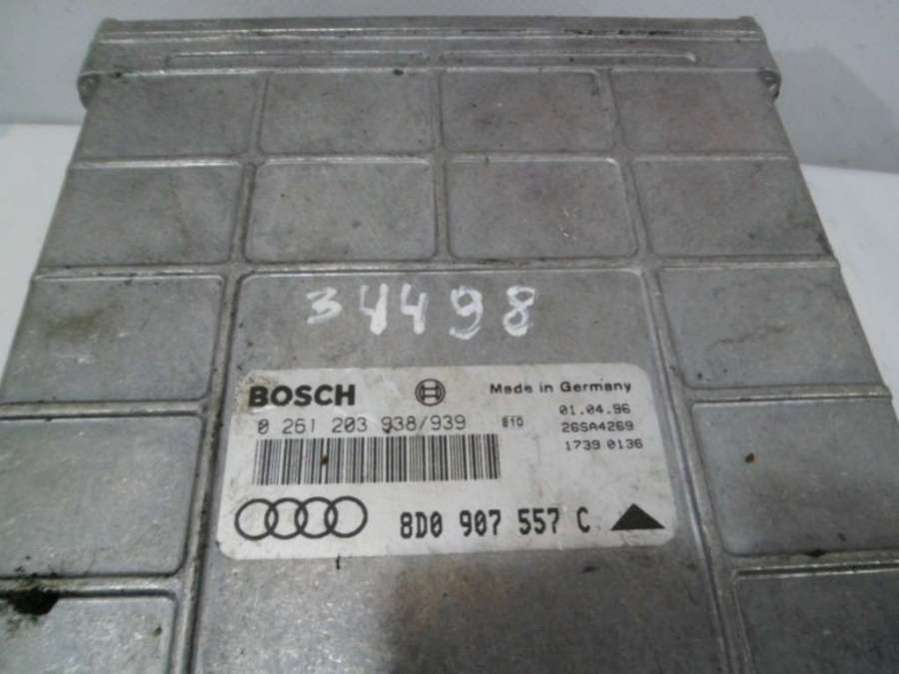 34498
BOSCH Made in Germany
0 261 203 938/939 01.04.96
26SA4269
1739 0136
8D0 907 557 C